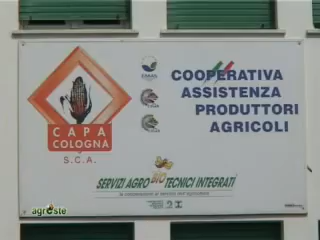 CAPA
COLOGNA
S.C.A.
COOPERATIVA
ASSISTENZA
PRODUTTORI
AGRICOLI
SERVIZI AGRO BIO TECNICI INTEGRATI
agreste